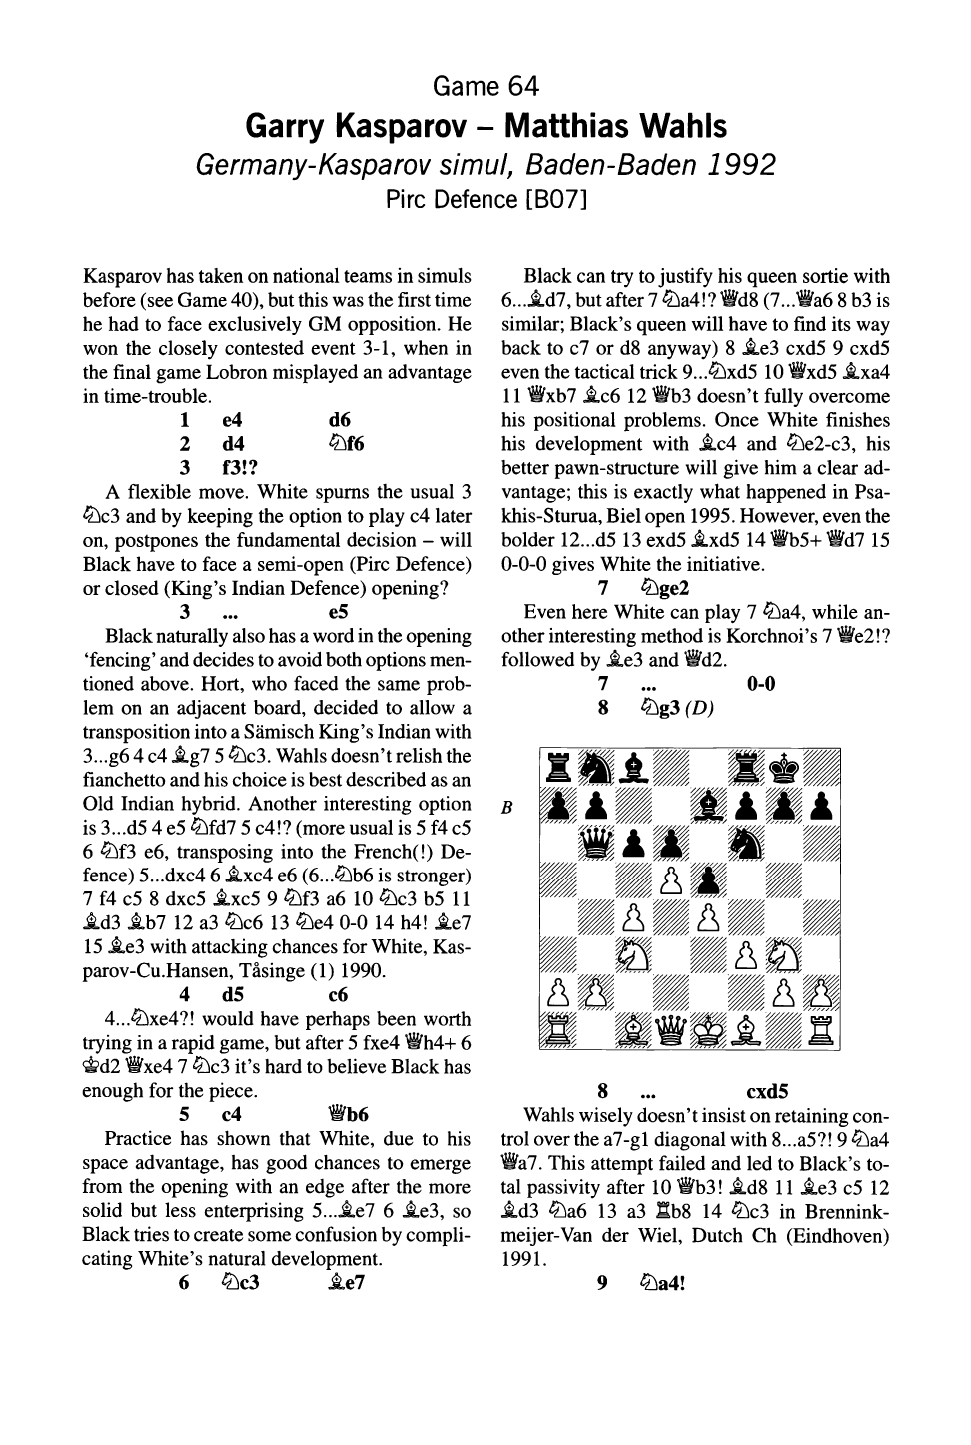 Game 64
Garry Kasparov – Matthias Wahls
Germany-Kasparov simul, Baden-Baden 1992
Pirc Defence [B07]
Kasparov has taken on national teams in simuls
before (see Game 40), but this was the first time
he had to face exclusively GM opposition. He
won the closely contested event 3-1, when in
the final game Lobron misplayed an advantage
in time-trouble.
1 e4 d6
2 d4 ♘f6
3 f3!?
A flexible move. White spurns the usual 3
♘c3 and by keeping the option to play c4 later
on, postpones the fundamental decision – will
Black have to face a semi-open (Pirc Defence)
or closed (King's Indian Defence) opening?
3 ... e5
Black naturally also has a word in the opening
'fencing' and decides to avoid both options men-
tioned above. Hort, who faced the same prob-
lem on an adjacent board, decided to allow a
transposition into a Sämisch King's Indian with
3...g6 4 c4 ♗g7 5 ♘c3. Wahls doesn't relish the
fianchetto and his choice is best described as an
Old Indian hybrid. Another interesting option
is 3...d5 4 e5 ♘fd7 5 c4!? (more usual is 5 f4 c5
6 ♘f3 e6, transposing into the French(!) De-
fence) 5...dxc4 6 ♗xc4 e6 (6...♘b6 is stronger)
7 f4 c5 8 dxc5 ♗xc5 9 ♘f3 a6 10 ♘c3 b5 11
♗d3 ♗b7 12 a3 ♘c6 13 ♘e4 0-0 14 h4! ♗e7
15 ♗e3 with attacking chances for White, Kas-
parov-Cu.Hansen, Tåsinge (1) 1990.
4 d5 c6
4...♘xe4?! would have perhaps been worth
trying in a rapid game, but after 5 fxe4 ♕h4+ 6
♔d2 ♕xe4 7 ♘c3 it's hard to believe Black has
enough for the piece.
5 c4 ♕b6
Practice has shown that White, due to his
space advantage, has good chances to emerge
from the opening with an edge after the more
solid but less enterprising 5...♗e7 6 ♗e3, so
Black tries to create some confusion by compli-
cating White's natural development.
6 ♘c3 ♗e7
Black can try to justify his queen sortie with
6...♗d7, but after 7 ♘a4!? ♕d8 (7...♕a6 8 b3 is
similar; Black's queen will have to find its way
back to c7 or d8 anyway) 8 ♗e3 cxd5 9 cxd5
even the tactical trick 9...♘xd5 10 ♕xd5 ♗xa4
11 ♕xb7 ♗c6 12 ♕b3 doesn't fully overcome
his positional problems. Once White finishes
his development with ♗c4 and ♘e2-c3, his
better pawn-structure will give him a clear ad-
vantage; this is exactly what happened in Psa-
khis-Sturua, Biel open 1995. However, even the
bolder 12...d5 13 exd5 ♗xd5 14 ♕b5+ ♕d7 15
0-0-0 gives White the initiative.
7 ♘ge2
Even here White can play 7 ♘a4, while an-
other interesting method is Korchnoi's 7 ♕e2!?
followed by ♗e3 and ♕d2.
7 ... 0-0
8 ♘g3 (D)
B
8 ... cxd5
Wahls wisely doesn't insist on retaining con-
trol over the a7-g1 diagonal with 8...a5?! 9 ♘a4
♕a7. This attempt failed and led to Black's to-
tal passivity after 10 ♕b3! ♗d8 11 ♗e3 c5 12
♗d3 ♘a6 13 a3 ♖b8 14 ♘c3 in Brennink-
meijer-Van der Wiel, Dutch Ch (Eindhoven)
1991.
9 ♘a4!